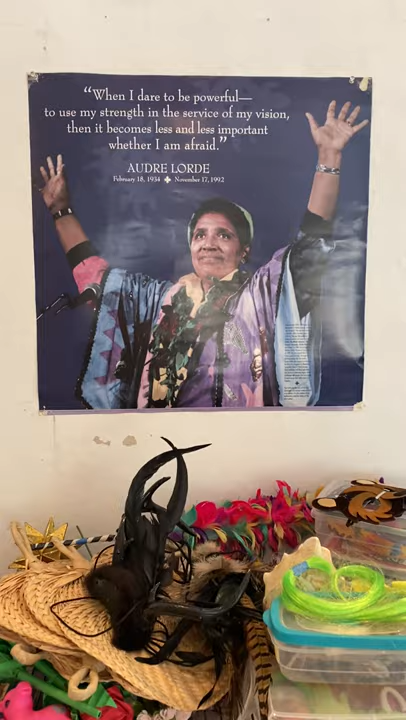 “When I dare to be powerful—
to use my strength in the service of my vision,
then it becomes less and less important
whether I am afraid.”
AUDRE LORDE
February 18, 1934 ✦ November 17, 1992